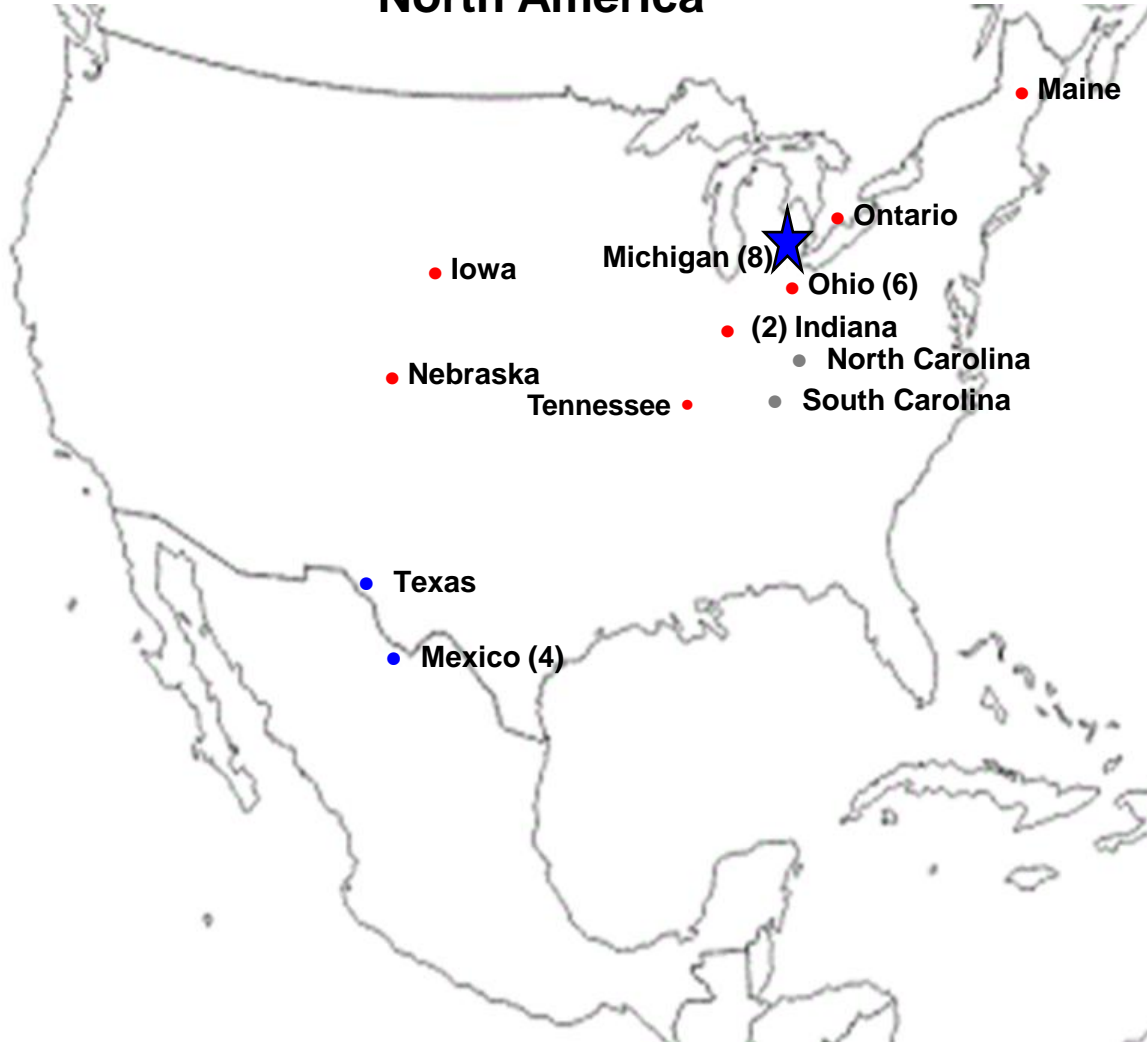 North America
Maine
Ontario
Michigan (8)
Iowa
Ohio (6)
(2) Indiana
North Carolina
Nebraska
South Carolina
Tennessee
Texas
Mexico (4)